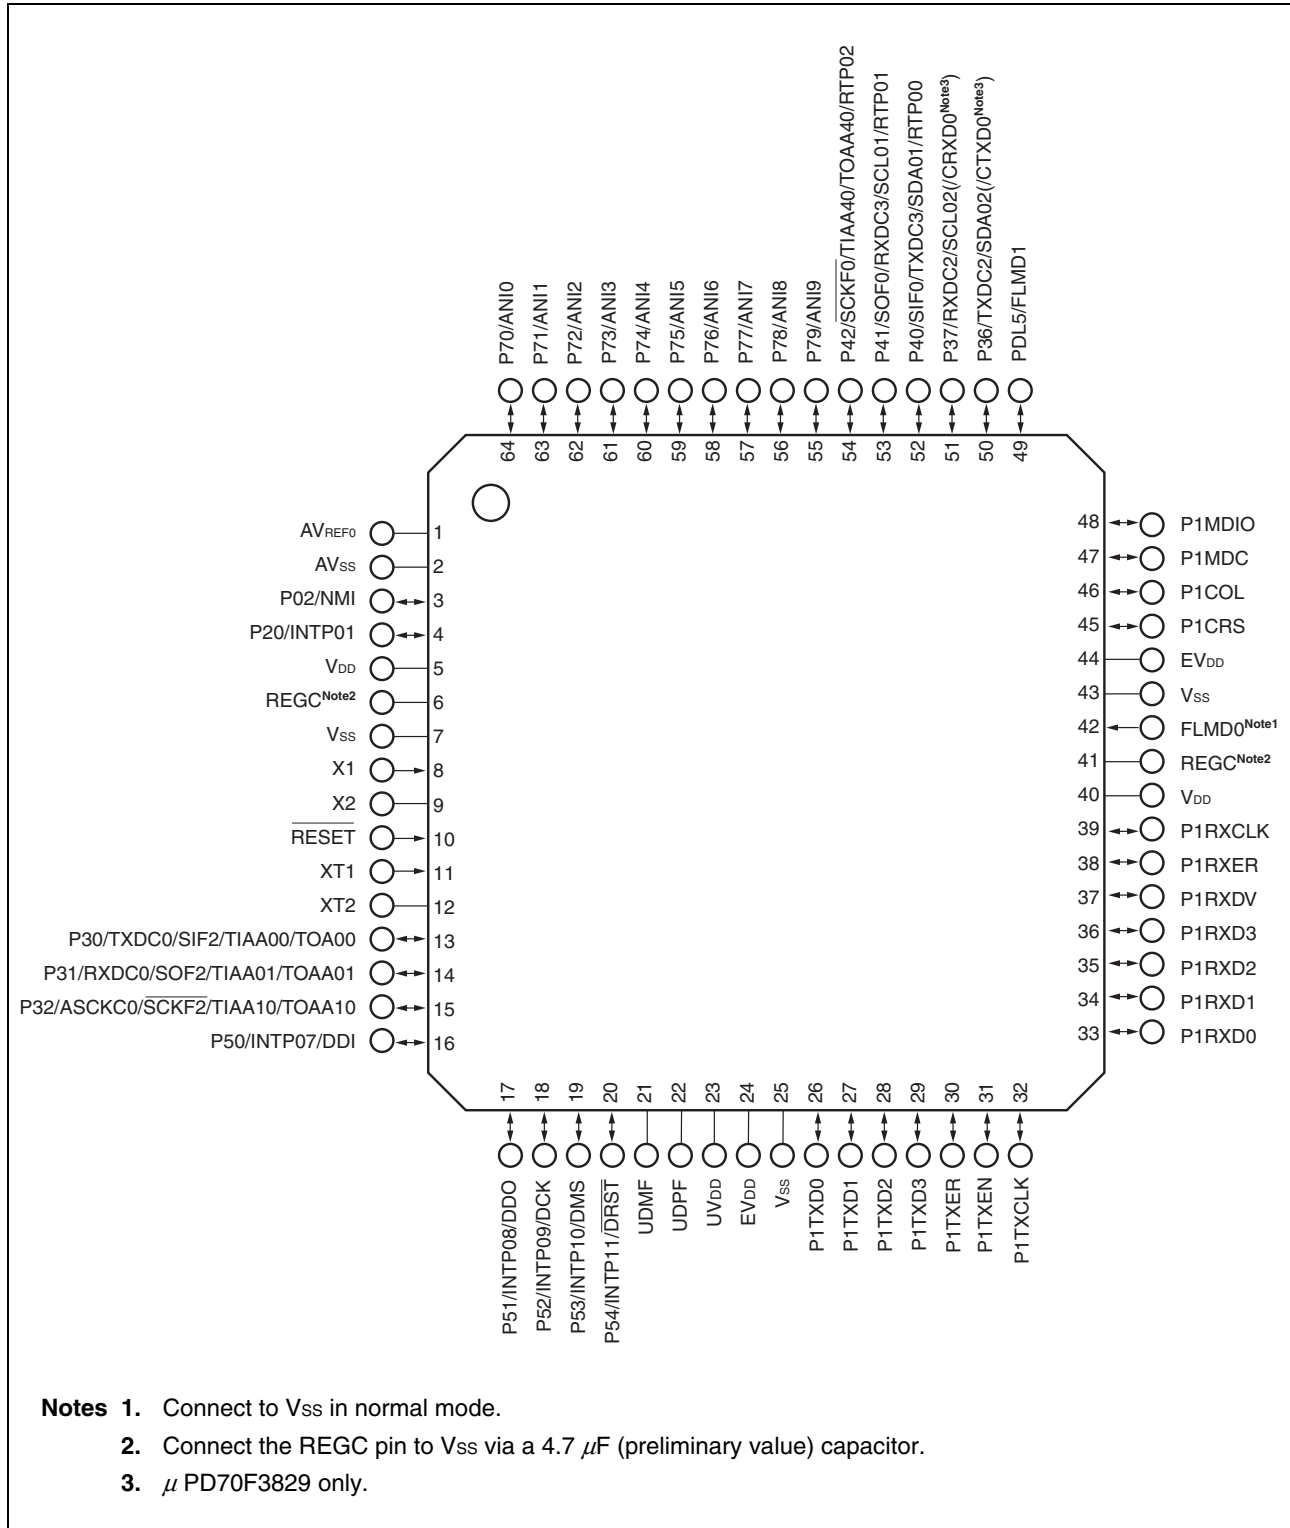 P70/ANI0
P71/ANI1
P72/ANI2
P73/ANI3
P74/ANI4
P75/ANI5
P76/ANI6
P77/ANI7
P78/ANI8
P79/ANI9
P42/SCKF0/TIAA40/TOAA40/RTP02
P41/SOF0/RXDC3/SCL01/RTP01
P40/SIF0/TXDC3/SDA01/RTP00
P37/RXDC2/SCL02(/CRXD0Note3)
P36/TXDC2/SDA02(/CTXD0Note3)
PDL5/FLMD1
64
63
62
61
60
59
58
57
56
55
54
53
52
51
50
49
AVREF0 1
AVSS 2
P02/NMI 3
P20/INTP01 4
VDD 5
REGCNote2 6
VSS 7
X1 8
X2 9
RESET 10
XT1 11
XT2 12
P30/TXDC0/SIF2/TIAA00/TOA00 13
P31/RXDC0/SOF2/TIAA01/TOAA01 14
P32/ASCKC0/SCKF2/TIAA10/TOAA10 15
P50/INTP07/DDI 16
48 P1MDIO
47 P1MDC
46 P1COL
45 P1CRS
44 EVDD
43 VSS
42 FLMD0Note1
41 REGCNote2
40 VDD
39 P1RXCLK
38 P1RXER
37 P1RXDV
36 P1RXD3
35 P1RXD2
34 P1RXD1
33 P1RXD0
17
18
19
20
21
22
23
24
25
26
27
28
29
30
31
32
P51/INTP08/DDO
P52/INTP09/DCK
P53/INTP10/DMS
P54/INTP11/DRST
UDMF
UDPF
UVDD
EVDD
VSS
P1TXD0
P1TXD1
P1TXD2
P1TXD3
P1TXER
P1TXEN
P1TXCLK
Notes 1. Connect to VSS in normal mode.
2. Connect the REGC pin to VSS via a 4.7 μF (preliminary value) capacitor.
3. μ PD70F3829 only.